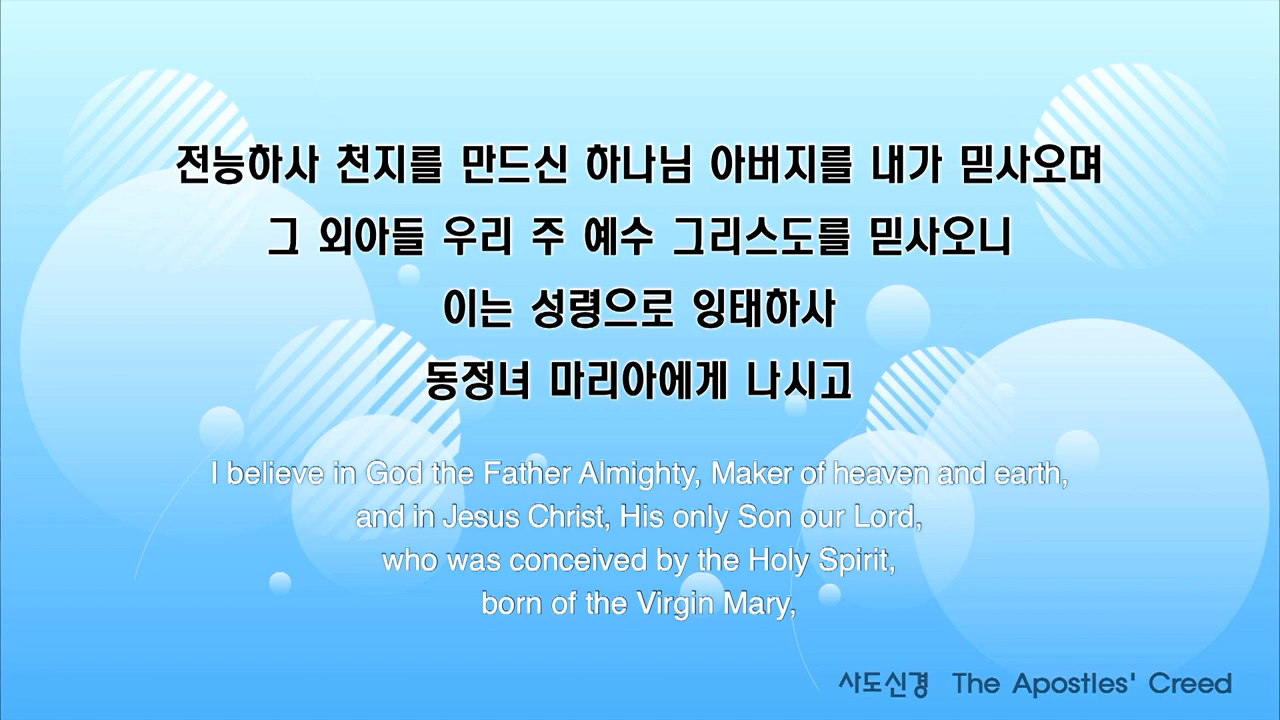 전능하사 천지를 만드신 하나님 아버지를 내가 믿사오며
그 외아들 우리 주 예수 그리스도를 믿사오니
이는 성령으로 잉태하사
동정녀 마리아에게 나시고
I believe in God the Father Almighty, Maker of heaven and earth,
and in Jesus Christ, His only Son our Lord,
who was conceived by the Holy Spirit,
born of the Virgin Mary,
사도신경 The Apostles' Creed